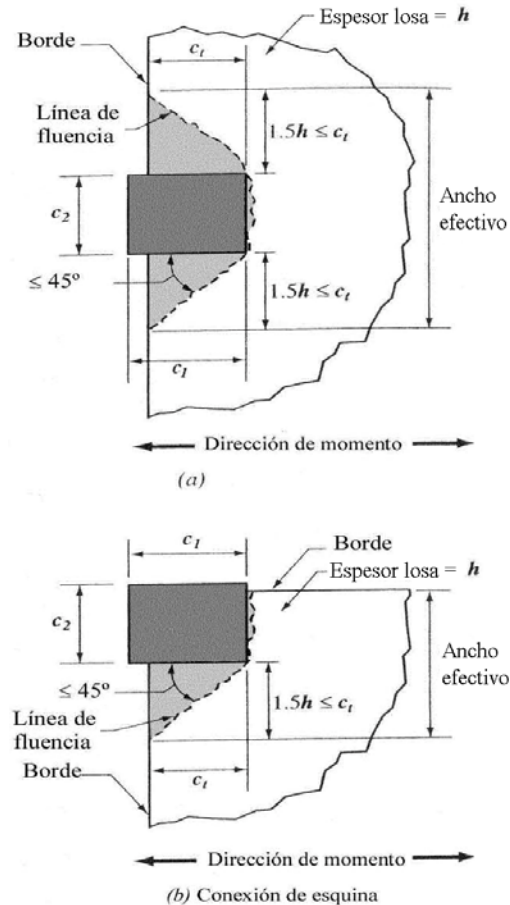 Espesor losa = h
Borde
c_t
Línea de
fluencia
1.5h ≤ c_t
c_2
Ancho
efectivo
≤ 45°
1.5h ≤ c_t
c_1
Dirección de momento
(a)
c_1
Borde
Espesor losa = h
c_2
Ancho
efectivo
≤ 45°
1.5h ≤ c_t
Línea de
fluencia
Borde
c_t
Dirección de momento
(b) Conexión de esquina